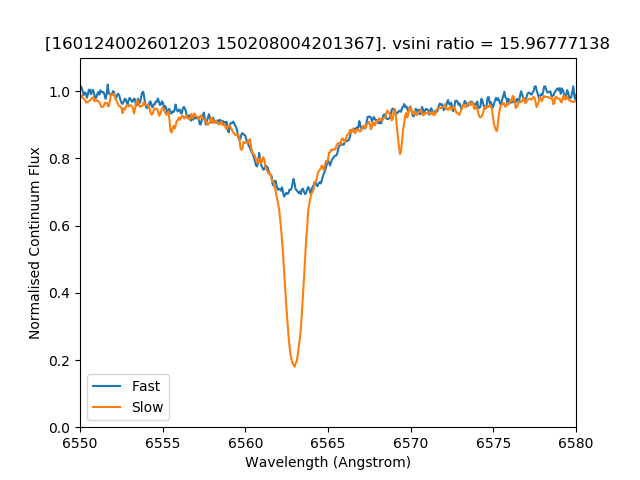 [160124002601203 150208004201367]. vsini ratio = 15.96777138
Normalised Continuum Flux
1.0
0.8
0.6
0.4
0.2
0.0
Fast
Slow
6550 6555 6560 6565 6570 6575 6580
Wavelength (Angstrom)